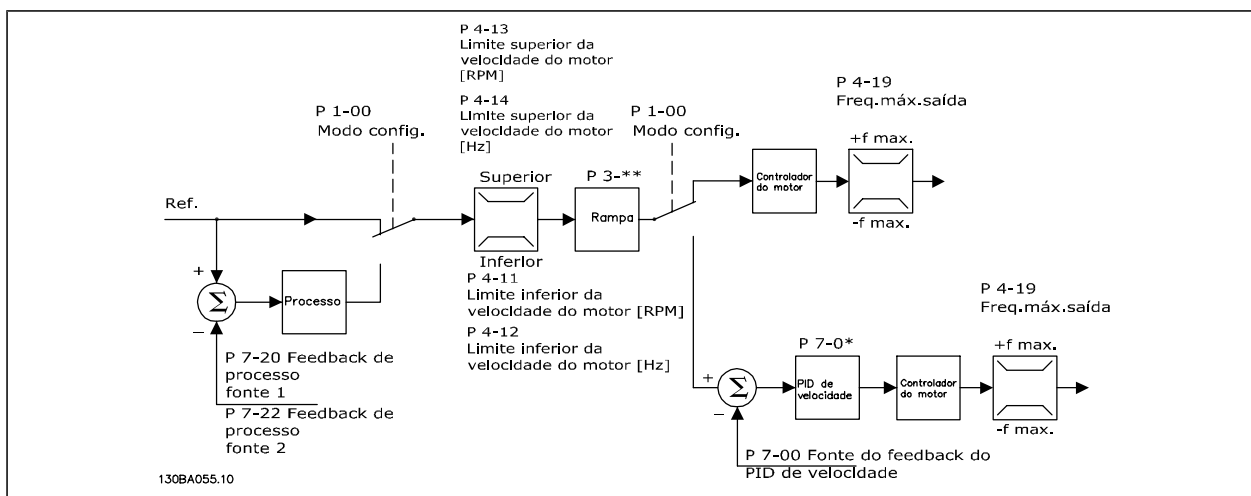 P 4-13
Limite superior da
velocidade do motor
[RPM]
P 4-14
Limite superior da
velocidade do motor
[Hz]
P 1-00
Modo config.
P 1-00
Modo config.
P 4-19
Freq.máx.saída
+f max.
-f max.
Superior
Inferior
P 3-**
Rampa
Controlador
do motor
Ref.
+
Σ
−
Processo
P 4-11
Limite inferior da
velocidade do motor [RPM]
P 4-12
Limite inferior da
velocidade do motor [Hz]
P 7-20 Feedback de
processo
fonte 1
P 7-22 Feedback de
processo
fonte 2
P 4-19
Freq.máx.saída
P 7-0*
+
Σ
−
PID de
velocidade
Controlador
do motor
+f max.
-f max.
P 7-00 Fonte do feedback do
PID de velocidade
130BA055.10